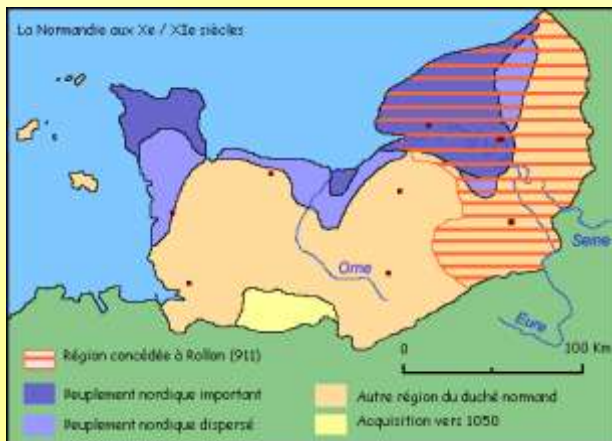 La Normandie aux Xe / XIe siècles
Seine
Orne
Eure
0 100 Km
Région concédée à Rollon (911)
Peuplement nordique important
Peuplement nordique dispersé
Autre région du duché normand
Acquisition vers 1050